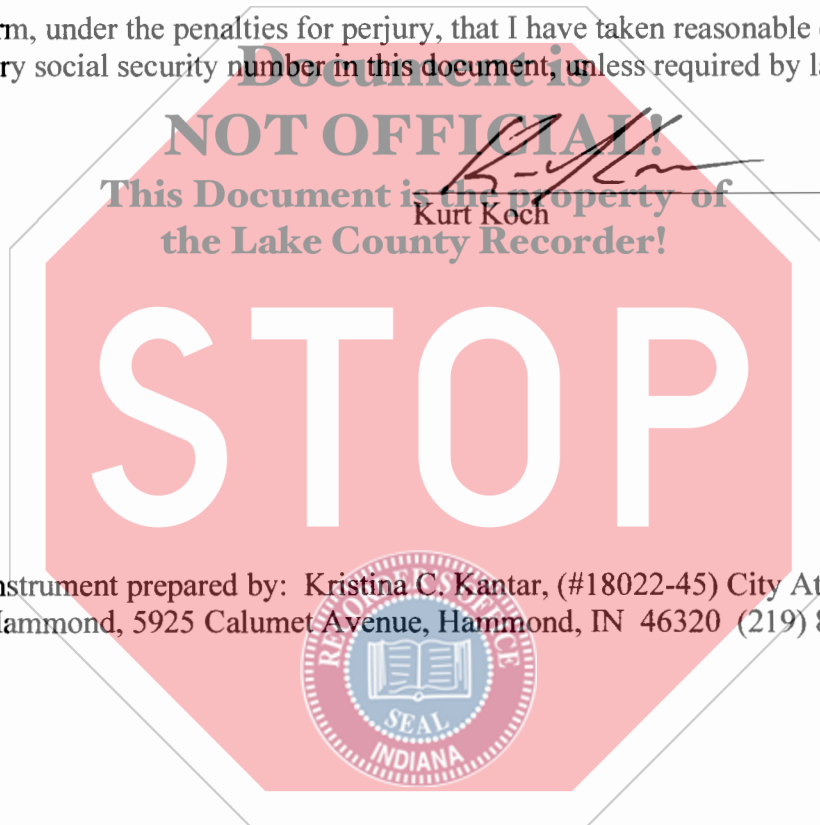 rm, under the penalties for perjury, that I have taken reasonable
ry social security number in this document, unless required by la
Document is
NOT OFFICIAL!
This Document is the property of
the Lake County Recorder!
Kurt Koch
STOP
nstrument prepared by: Kristina C. Kantar, (#18022-45) City At
Hammond, 5925 Calumet Avenue, Hammond, IN 46320 (219) 8
RECORDER'S OFFICE
SEAL
INDIANA